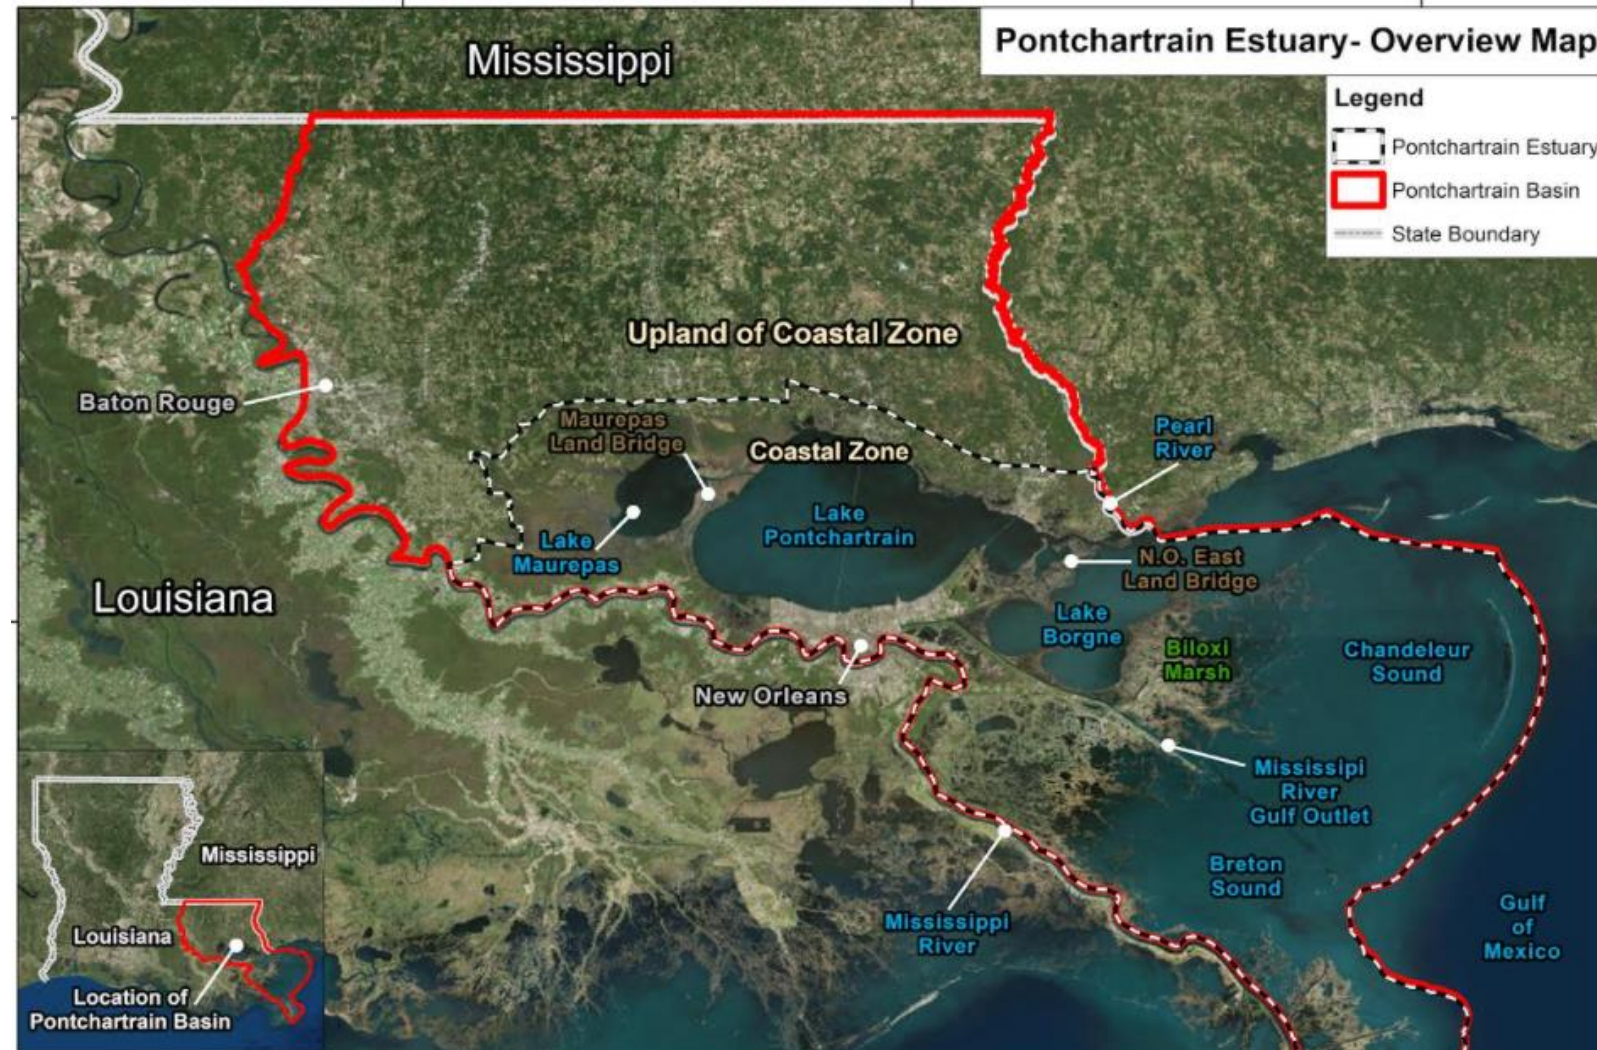 Pontchartrain Estuary- Overview Map
Mississippi
Legend
Pontchartrain Estuary
Pontchartrain Basin
State Boundary
Upland of Coastal Zone
Baton Rouge
Maurepas
Land Bridge
Coastal Zone
Pearl
River
Lake
Pontchartrain
Lake
Maurepas
N.O. East
Land Bridge
Louisiana
Lake
Borgne
Biloxi
Marsh
Chandeleur
Sound
New Orleans
Mississipi
River
Gulf Outlet
Breton
Sound
Mississippi
River
Gulf
of
Mexico
Mississippi
Louisiana
Location of
Pontchartrain Basin